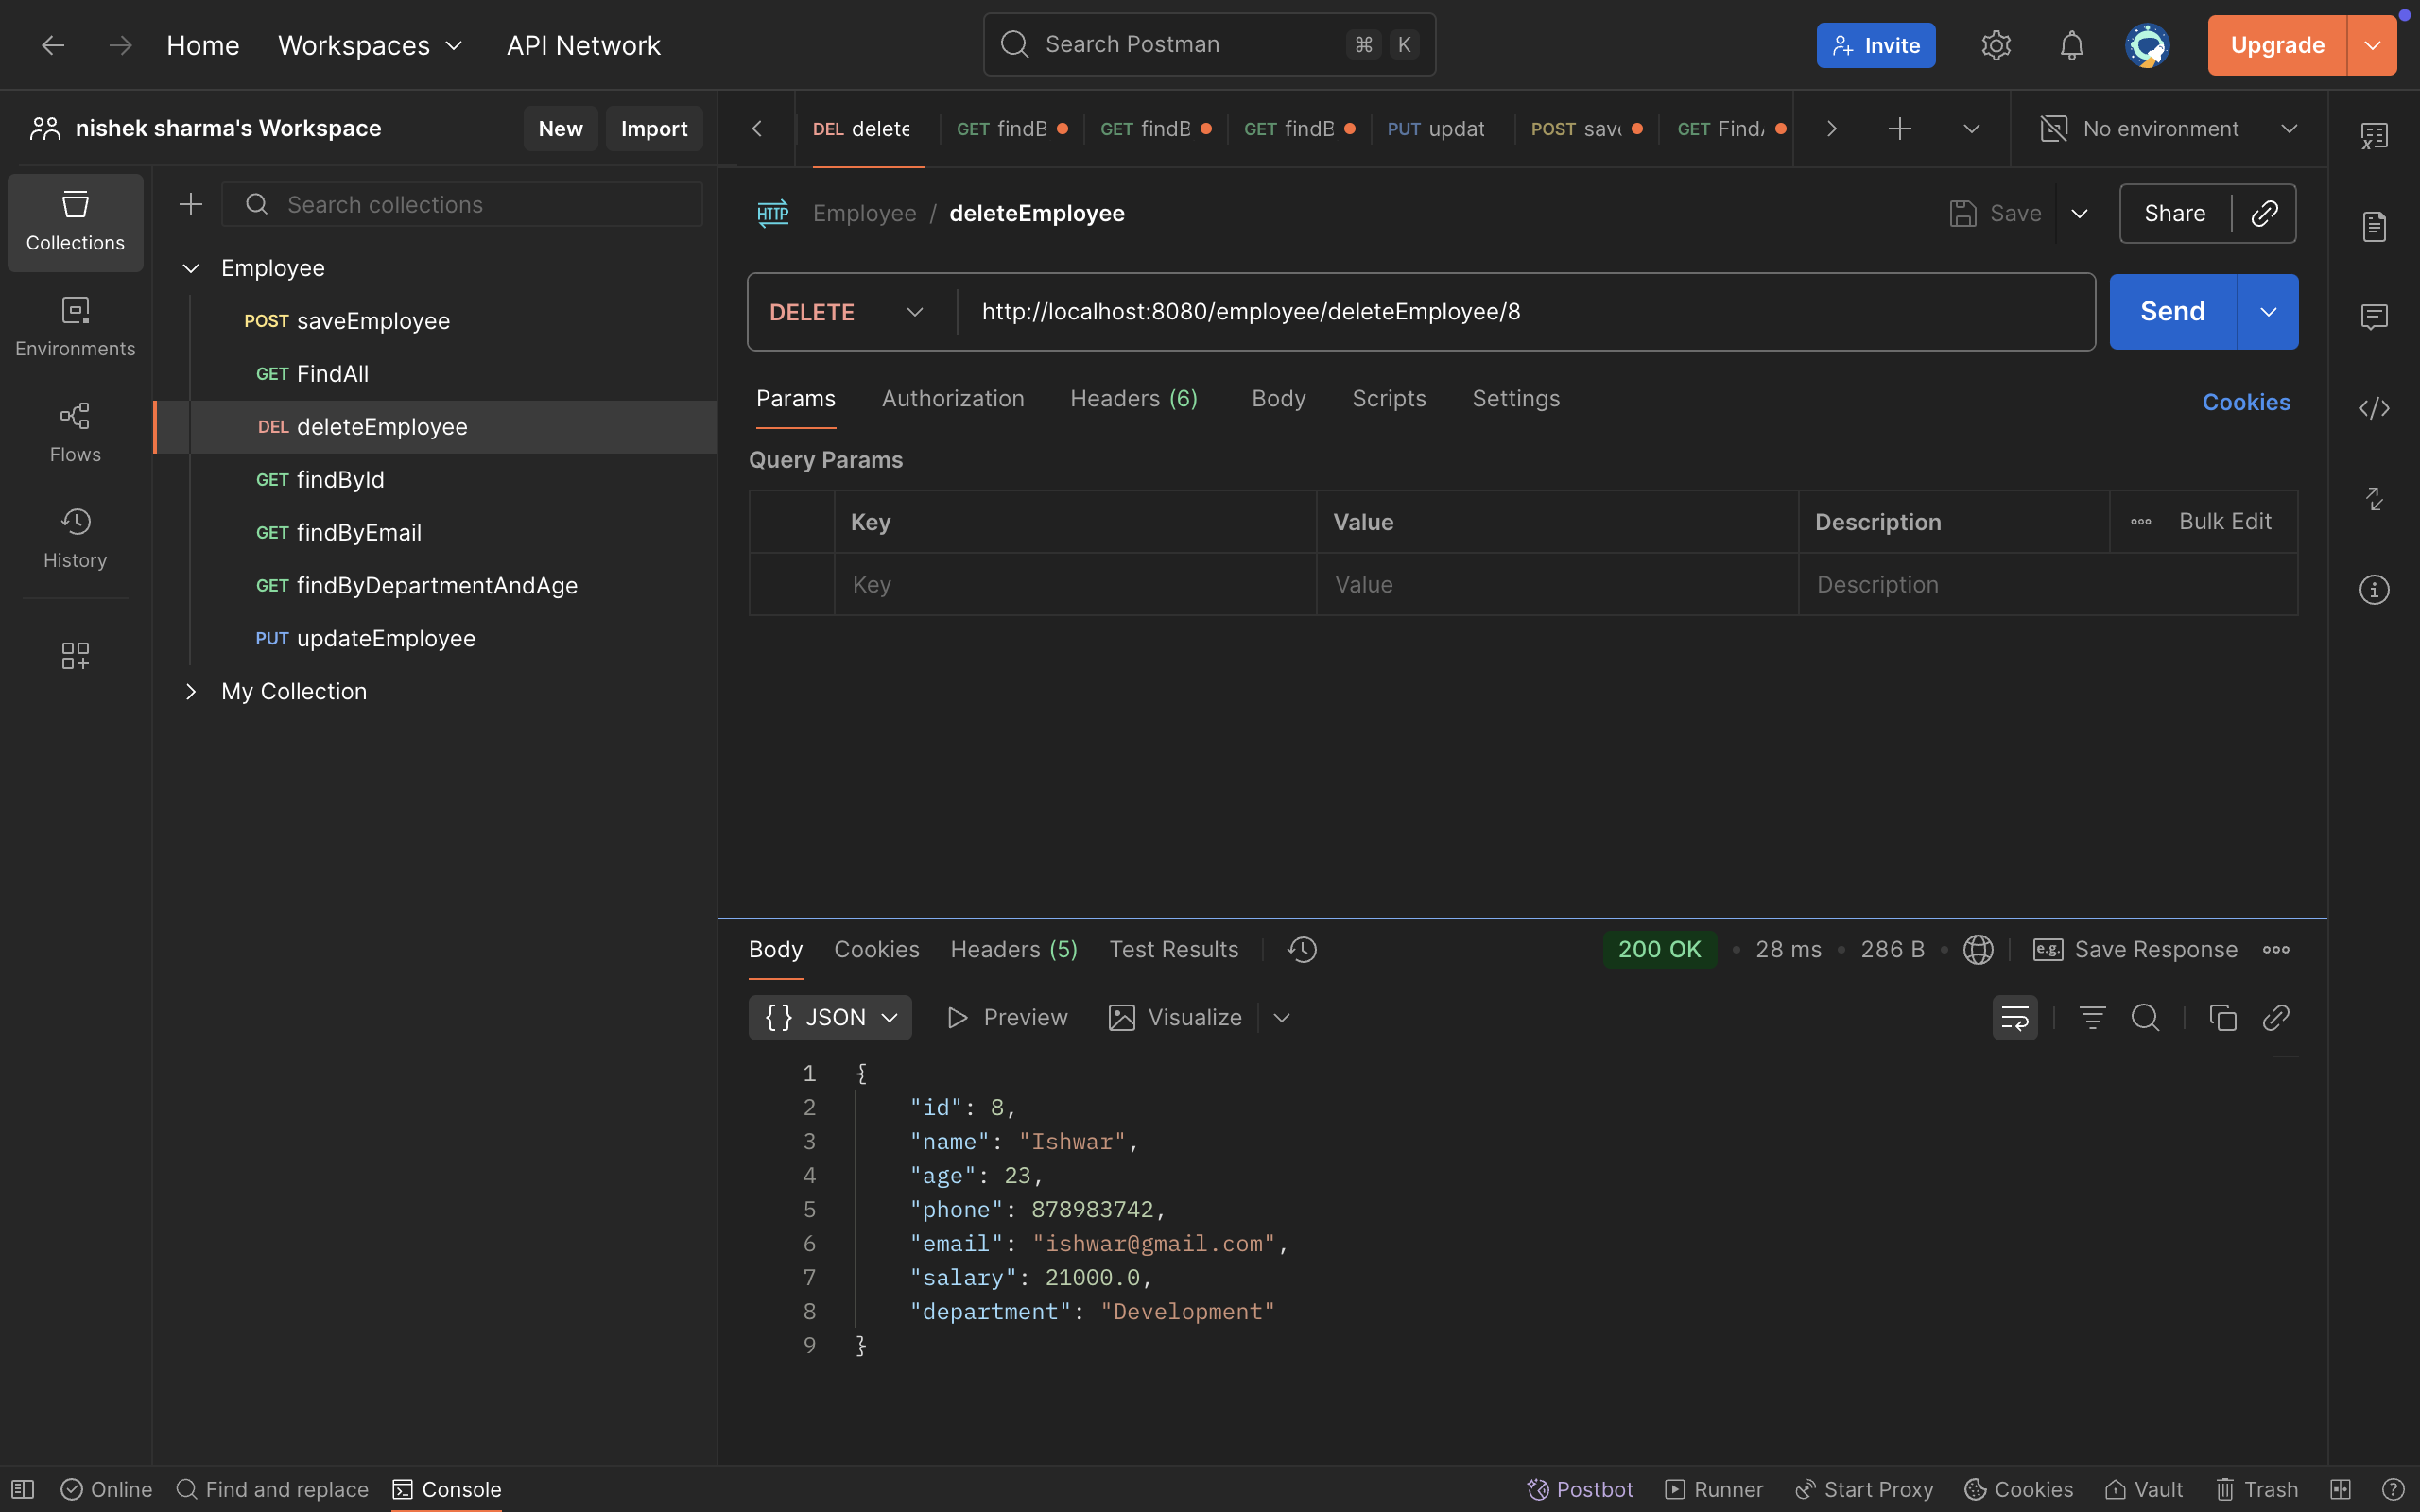 Home Workspaces API Network Search Postman ⌘ K Invite Upgrade
nishek sharma's Workspace New Import
DEL delete GET findB GET findB GET findB PUT updat POST save GET FindA No environment
Collections
Environments
Flows
History
Search collections
Employee
POST saveEmployee
GET FindAll
DEL deleteEmployee
GET findById
GET findByEmail
GET findByDepartmentAndAge
PUT updateEmployee
My Collection
HTTP Employee / deleteEmployee Save Share
DELETE http://localhost:8080/employee/deleteEmployee/8 Send
Params Authorization Headers (6) Body Scripts Settings Cookies
Query Params
Key Value Description Bulk Edit
Key Value Description
Body Cookies Headers (5) Test Results 200 OK • 28 ms • 286 B • e.g. Save Response
{} JSON Preview Visualize
1 {
2 "id": 8,
3 "name": "Ishwar",
4 "age": 23,
5 "phone": 878983742,
6 "email": "ishwar@gmail.com",
7 "salary": 21000.0,
8 "department": "Development"
9 }
Online Find and replace Console Postbot Runner Start Proxy Cookies Vault Trash